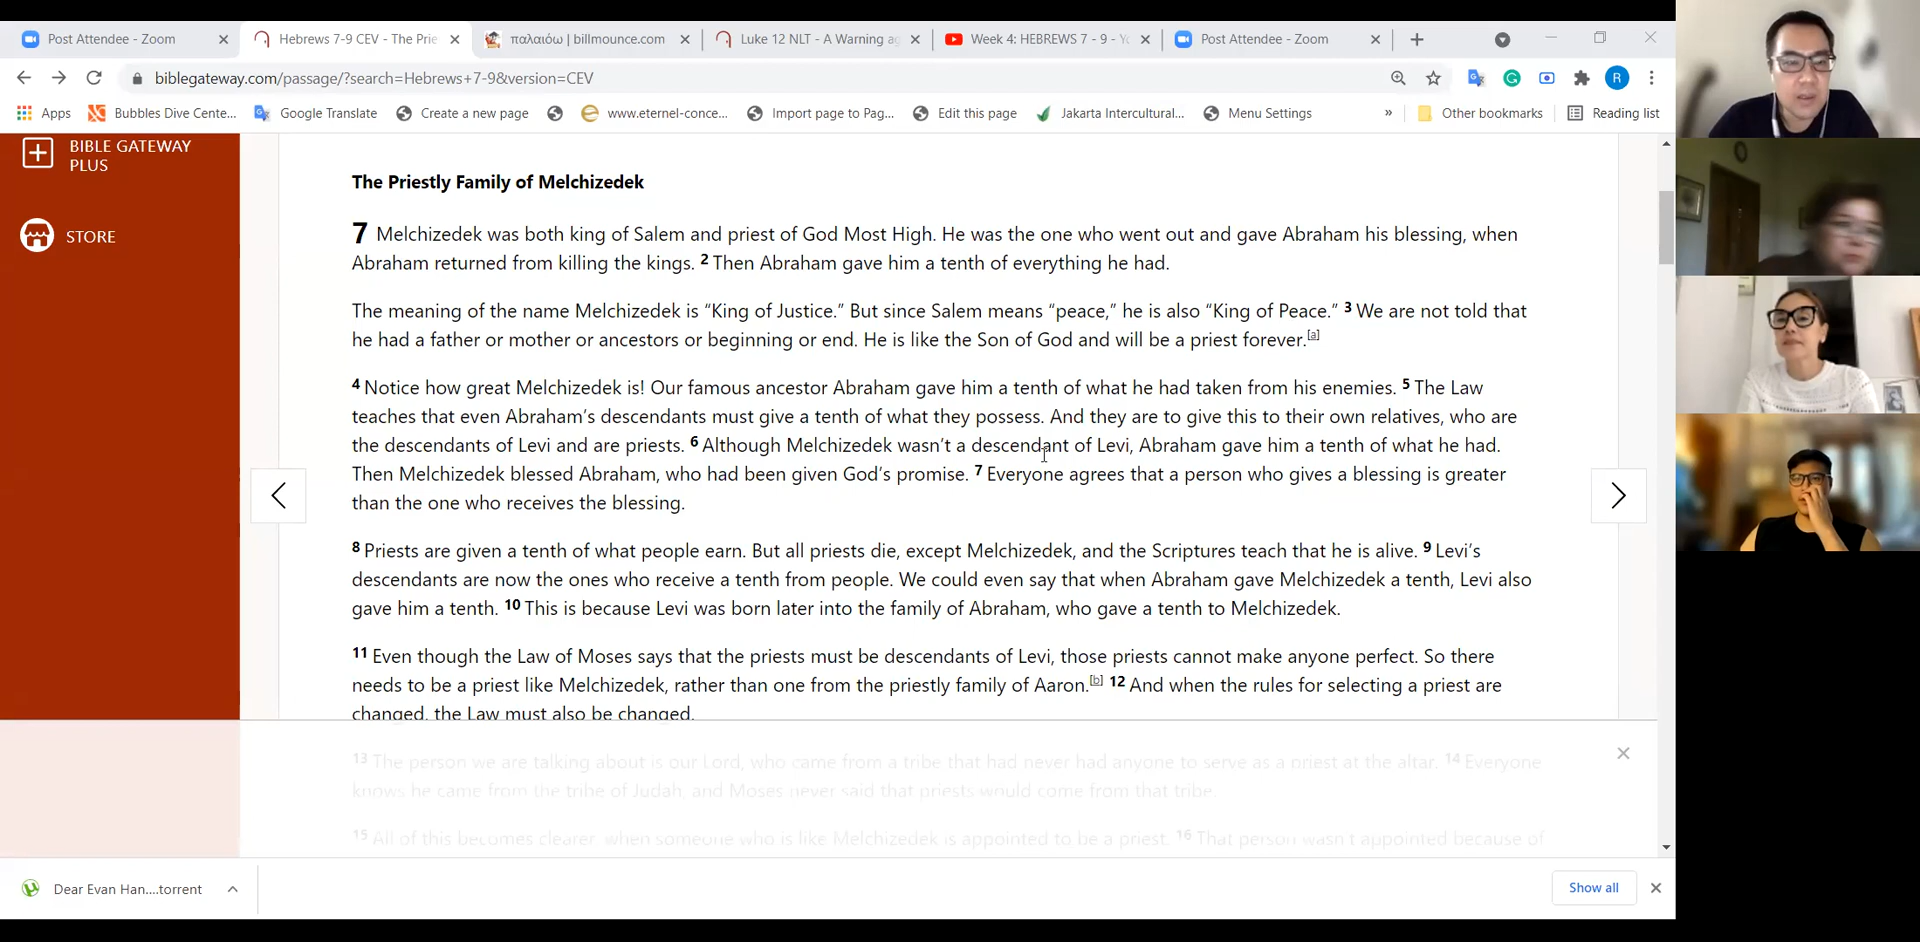 Post Attendee - Zoom
Hebrews 7-9 CEV - The Prie
παλαιόω | billmounce.com
Luke 12 NLT - A Warning ag
Week 4: HEBREWS 7 - 9 - Yo
Post Attendee - Zoom
biblegateway.com/passage/?search=Hebrews+7-9&version=CEV
R
Apps
Bubbles Dive Cente...
Google Translate
Create a new page
www.eternel-conce...
Import page to Pag...
Edit this page
Jakarta Intercultural...
Menu Settings
»
Other bookmarks
Reading list
BIBLE GATEWAY
PLUS
STORE
The Priestly Family of Melchizedek
7 Melchizedek was both king of Salem and priest of God Most High. He was the one who went out and gave Abraham his blessing, when
Abraham returned from killing the kings. 2 Then Abraham gave him a tenth of everything he had.
The meaning of the name Melchizedek is “King of Justice.” But since Salem means “peace,” he is also “King of Peace.” 3 We are not told that
he had a father or mother or ancestors or beginning or end. He is like the Son of God and will be a priest forever.[a]
4 Notice how great Melchizedek is! Our famous ancestor Abraham gave him a tenth of what he had taken from his enemies. 5 The Law
teaches that even Abraham’s descendants must give a tenth of what they possess. And they are to give this to their own relatives, who are
the descendants of Levi and are priests. 6 Although Melchizedek wasn’t a descendant of Levi, Abraham gave him a tenth of what he had.
Then Melchizedek blessed Abraham, who had been given God’s promise. 7 Everyone agrees that a person who gives a blessing is greater
than the one who receives the blessing.
8 Priests are given a tenth of what people earn. But all priests die, except Melchizedek, and the Scriptures teach that he is alive. 9 Levi’s
descendants are now the ones who receive a tenth from people. We could even say that when Abraham gave Melchizedek a tenth, Levi also
gave him a tenth. 10 This is because Levi was born later into the family of Abraham, who gave a tenth to Melchizedek.
11 Even though the Law of Moses says that the priests must be descendants of Levi, those priests cannot make anyone perfect. So there
needs to be a priest like Melchizedek, rather than one from the priestly family of Aaron.[b] 12 And when the rules for selecting a priest are
changed, the Law must also be changed.
13 The person we are talking about is our Lord, who came from a tribe that had never had anyone to serve as a priest at the altar. 14 Everyone
knows he came from the tribe of Judah, and Moses never said that priests would come from that tribe.
15 All of this becomes clearer, when someone who is like Melchizedek is appointed to be a priest. 16 That person wasn’t appointed because of
Dear Evan Han....torrent
Show all